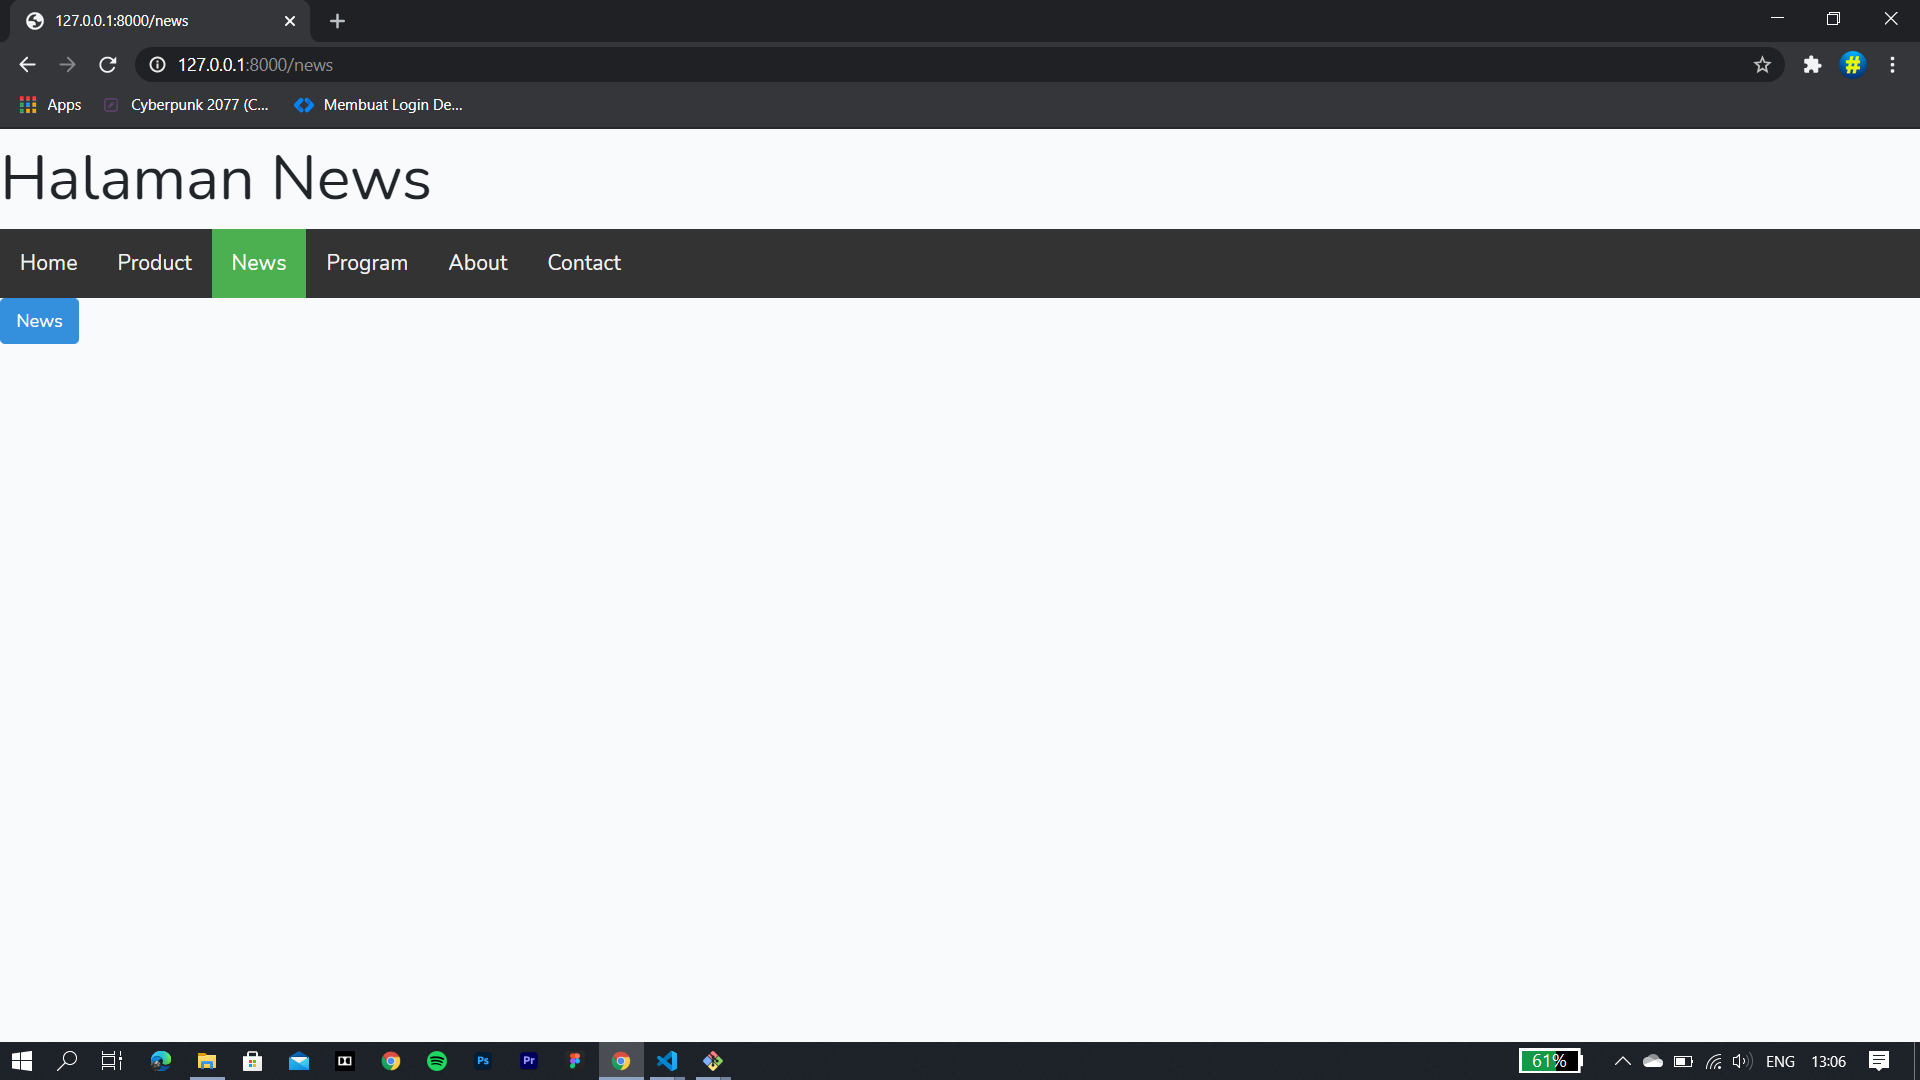 127.0.0.1:8000/news
127.0.0.1:8000/news
Apps Cyberpunk 2077 (C... Membuat Login De...
Halaman News
Home Product News Program About Contact
News
Ps Pr 61% ENG 13:06